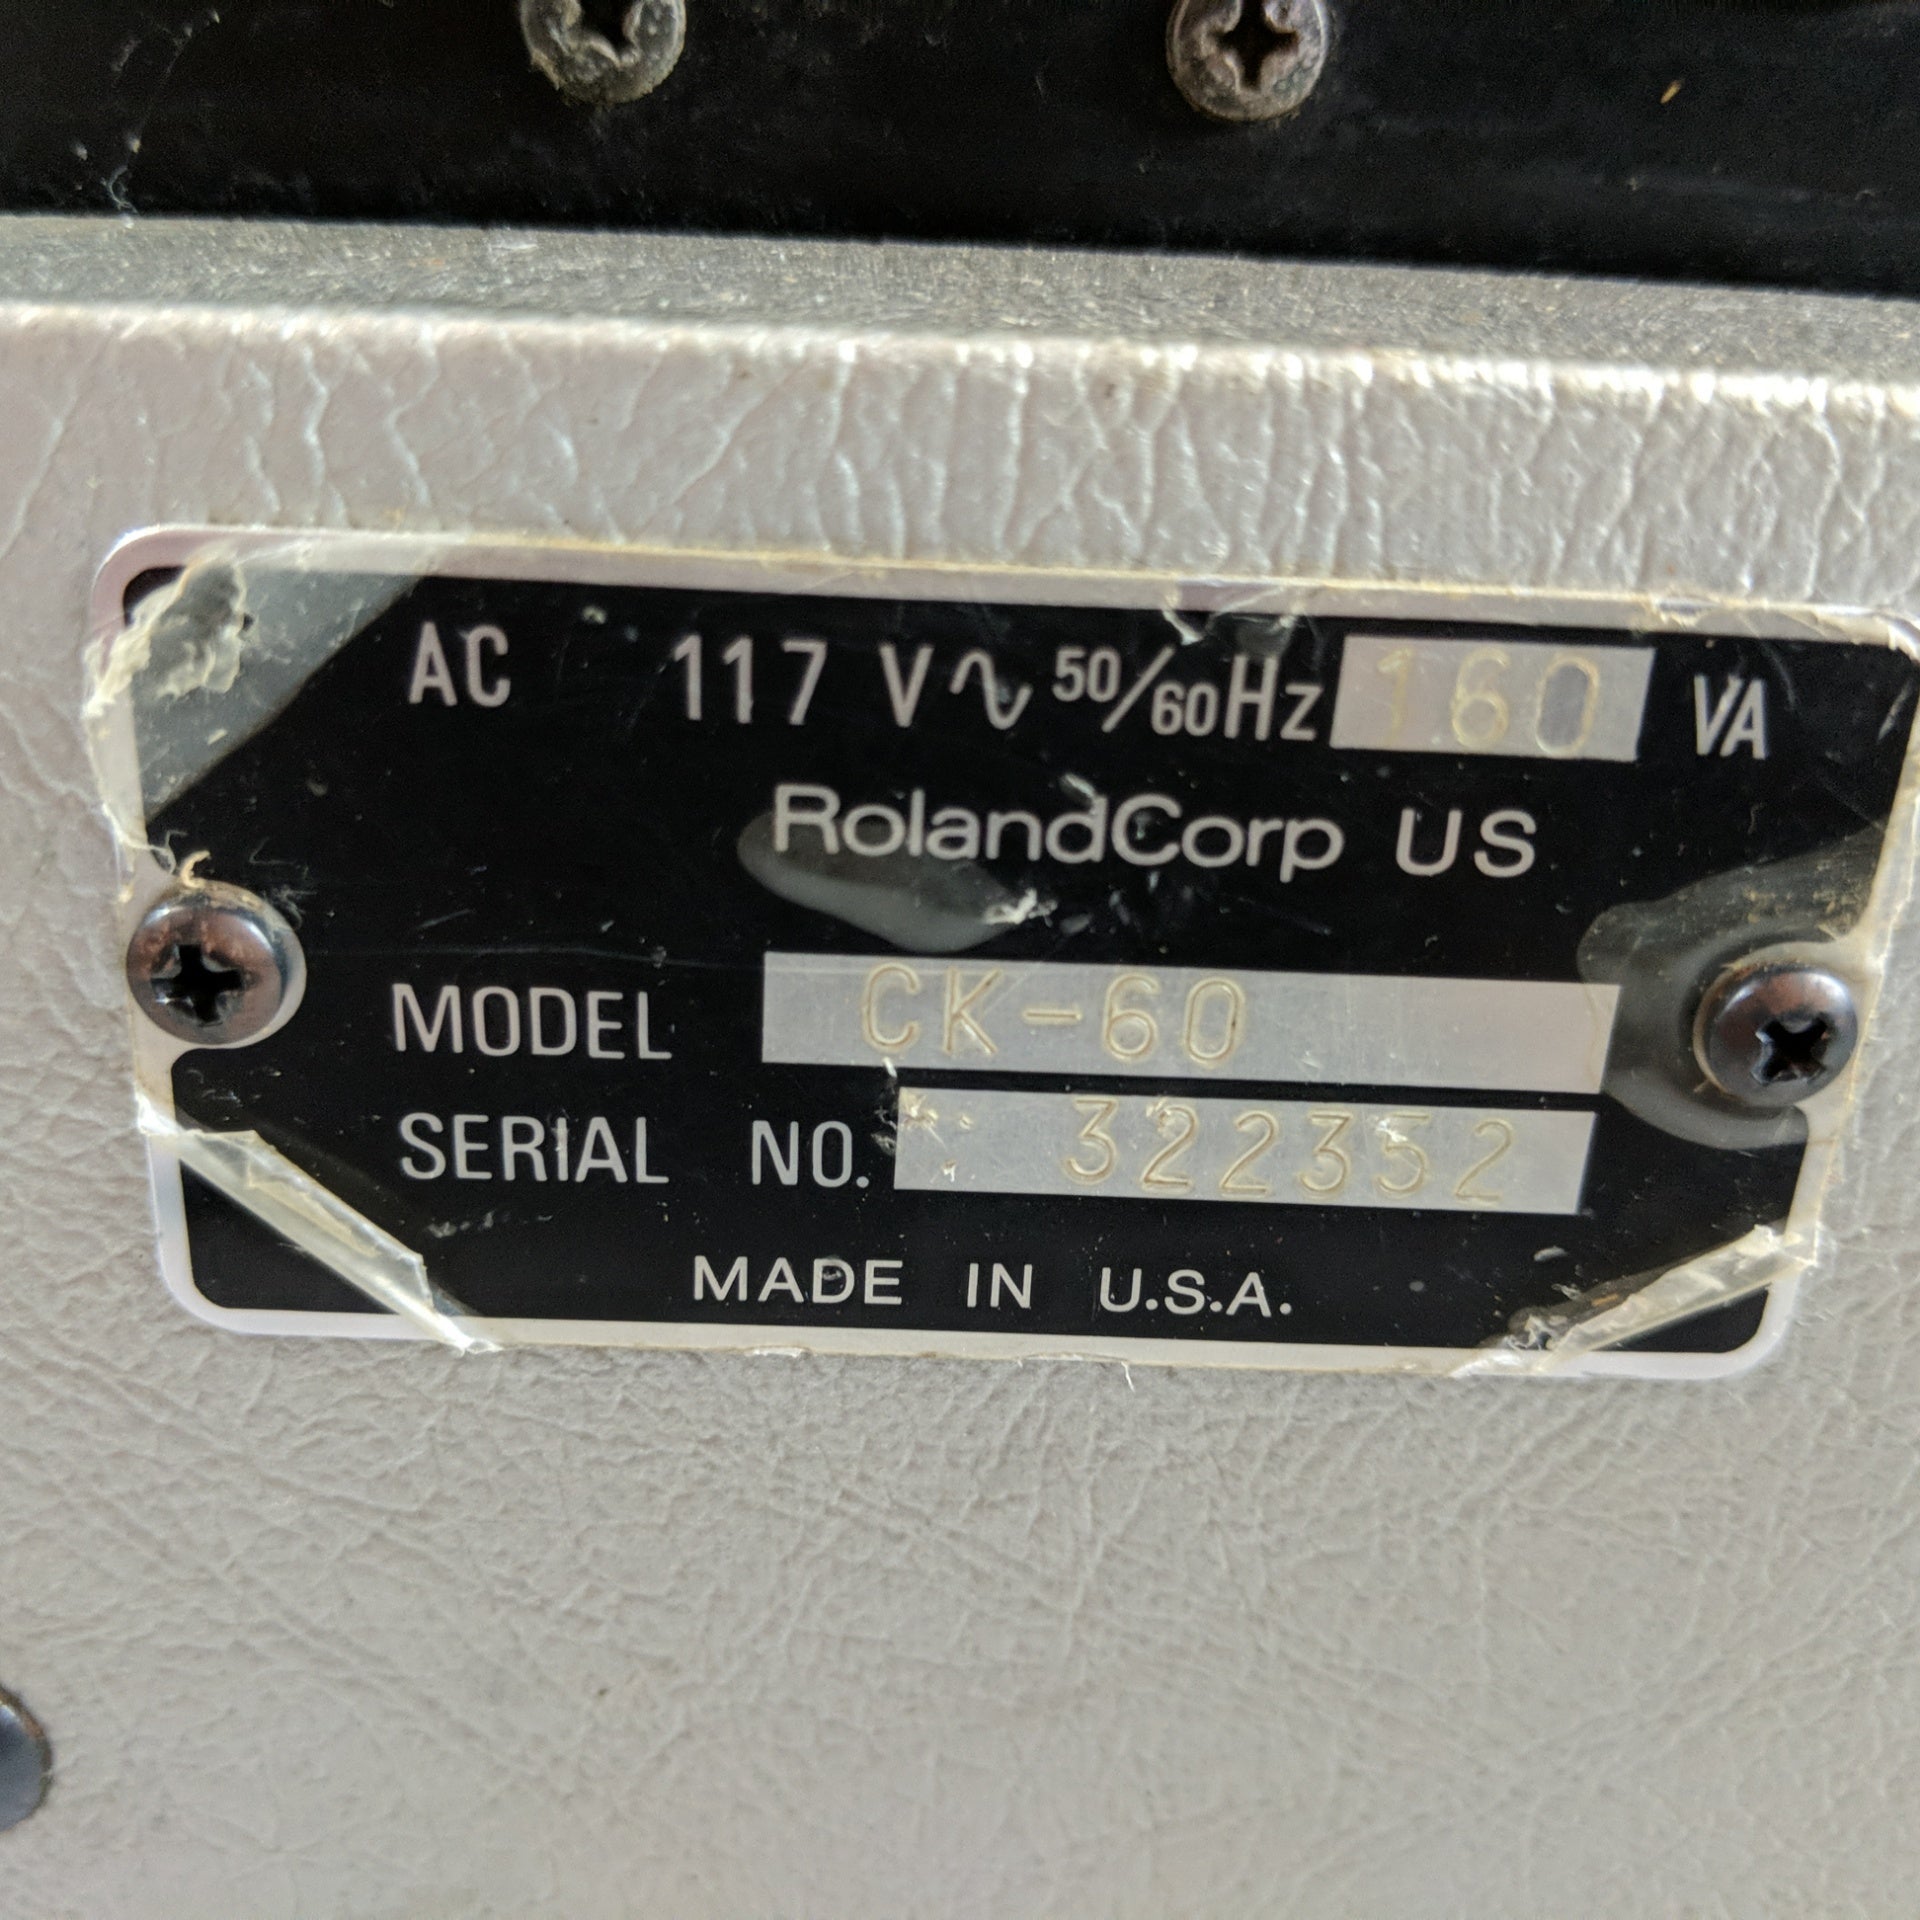 AC 117 V∿ 50/60Hz 160 VA
RolandCorp US
MODEL CK-60
SERIAL NO. 322352
MADE IN U.S.A.